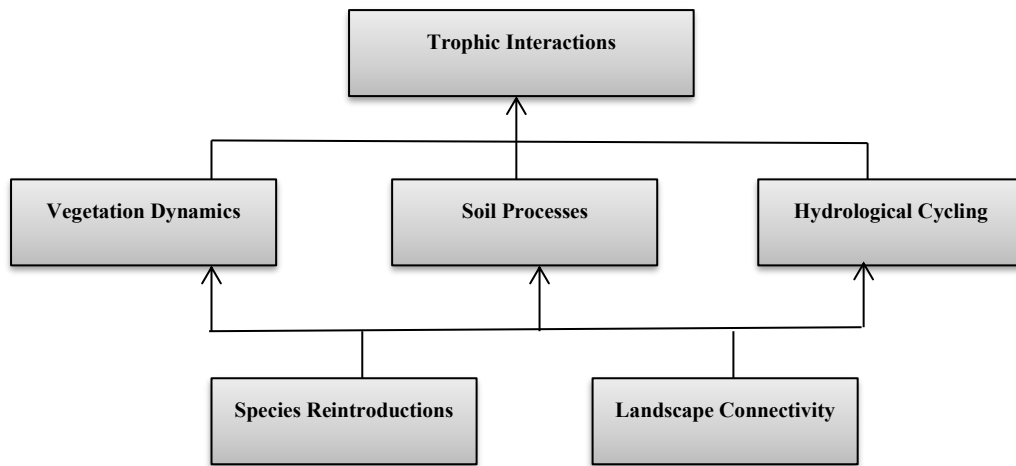 Trophic Interactions
Vegetation Dynamics
Soil Processes
Hydrological Cycling
Species Reintroductions
Landscape Connectivity